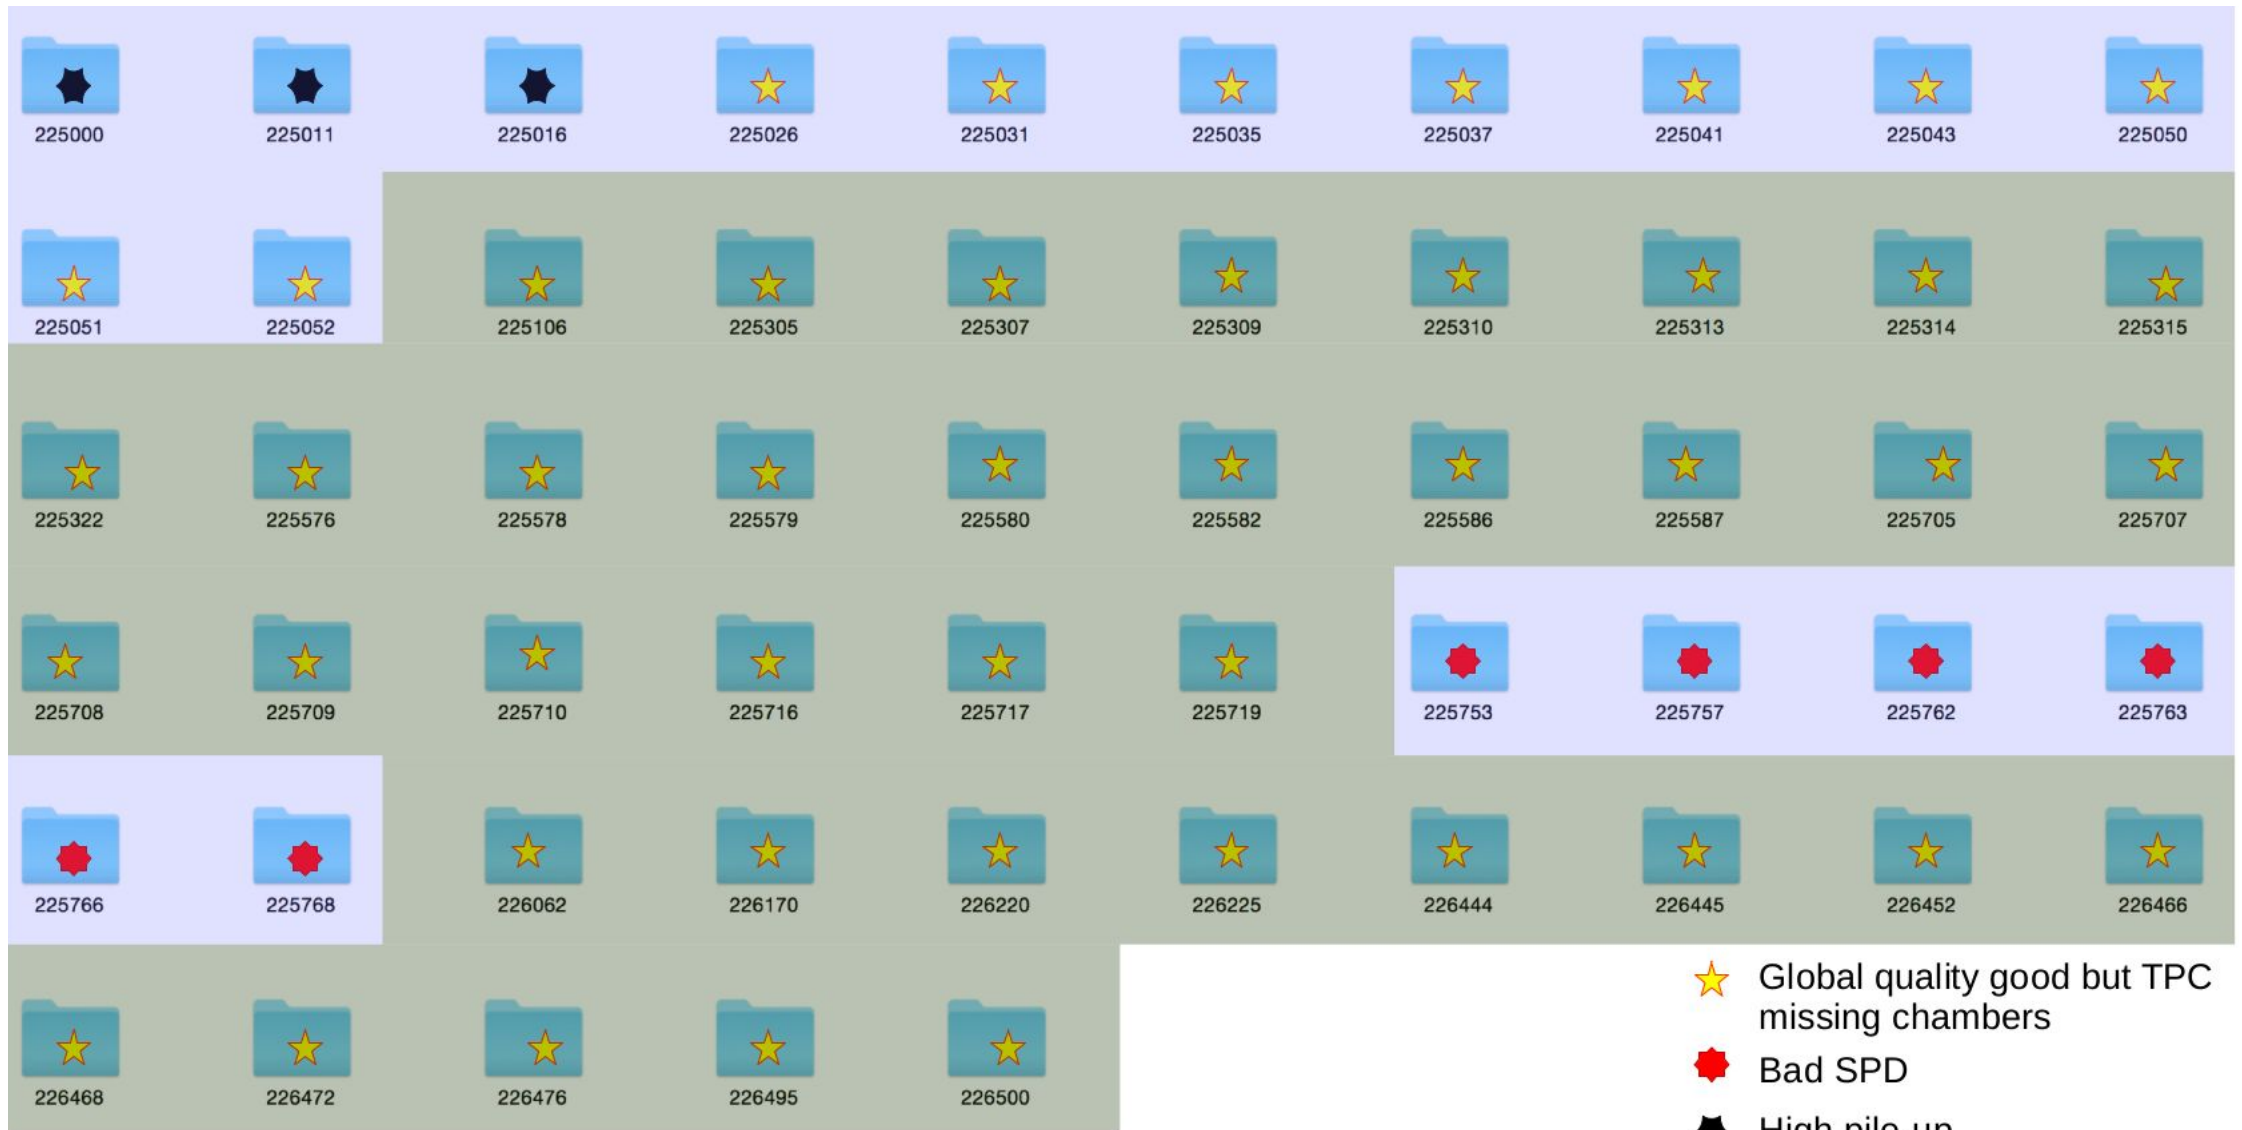 225000 225011 225016 225026 225031 225035 225037 225041 225043 225050
225051 225052 225106 225305 225307 225309 225310 225313 225314 225315
225322 225576 225578 225579 225580 225582 225586 225587 225705 225707
225708 225709 225710 225716 225717 225719 225753 225757 225762 225763
225766 225768 226062 226170 226220 226225 226444 226445 226452 226466
226468 226472 226476 226495 226500
Global quality good but TPC
missing chambers
Bad SPD
High pile-up